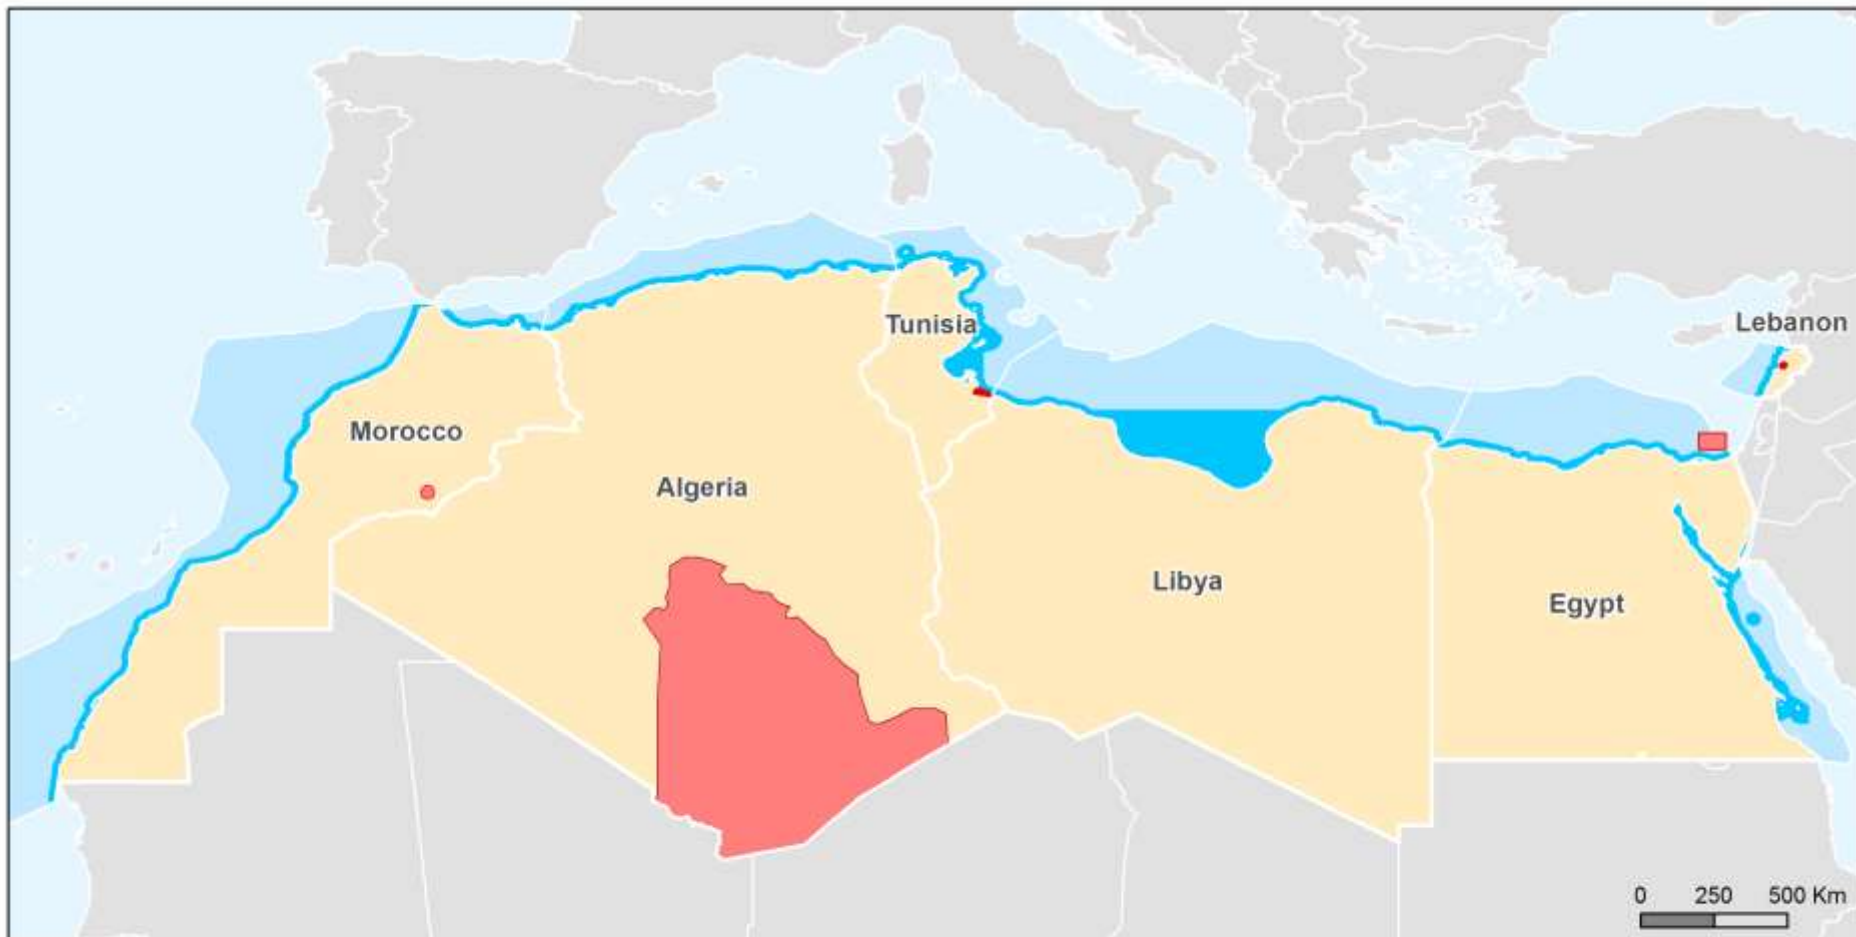 Tunisia
Lebanon
Morocco
Algeria
Libya
Egypt
0 250 500 Km